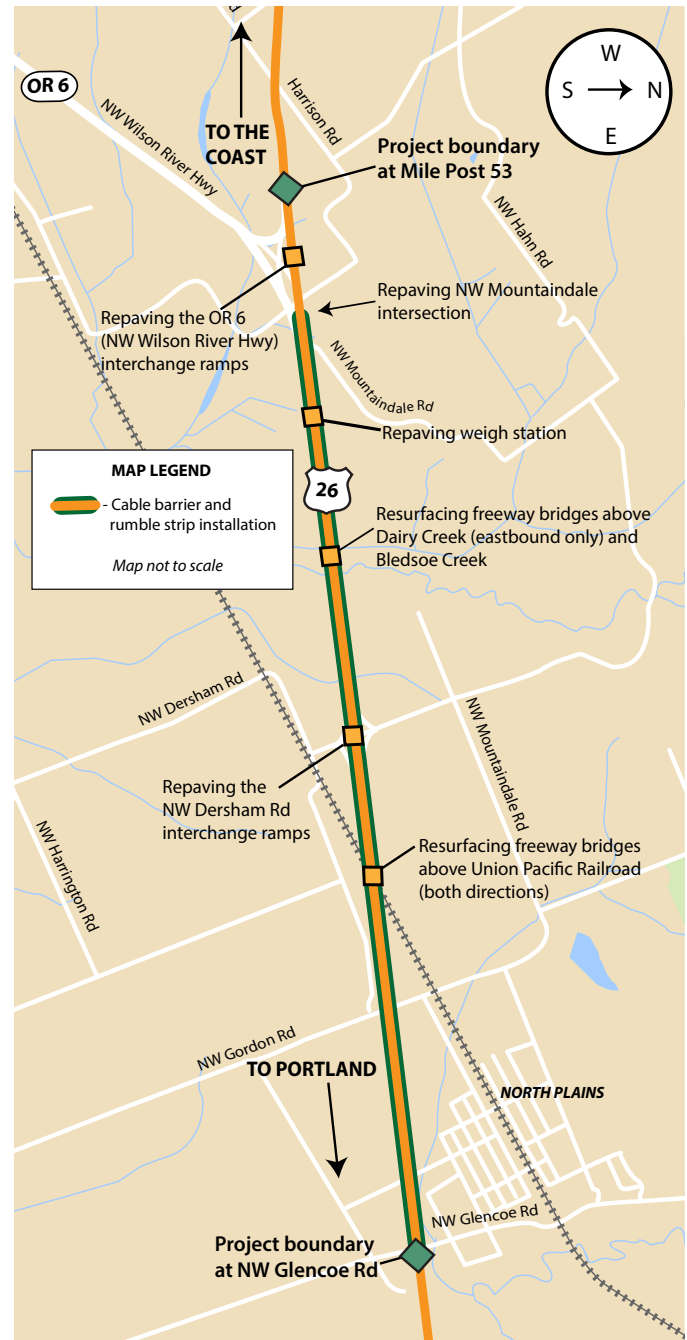 Rd
OR 6
NW Wilson River Hwy
TO THE
COAST
Harrison Rd
W
S
N
E
Project boundary
at Mile Post 53
NW Hahn Rd
Repaving the OR 6
(NW Wilson River Hwy)
interchange ramps
Repaving NW Mountaindale
intersection
NW Mountaindale Rd
Repaving weigh station
MAP LEGEND
- Cable barrier and
rumble strip installation
Map not to scale
26
Resurfacing freeway bridges above
Dairy Creek (eastbound only) and
Bledsoe Creek
NW Dersham Rd
NW Mountaindale Rd
Repaving the
NW Dersham Rd
interchange ramps
NW Harrington Rd
Resurfacing freeway bridges
above Union Pacific Railroad
(both directions)
NW Gordon Rd
TO PORTLAND
NORTH PLAINS
NW Glencoe Rd
Project boundary
at NW Glencoe Rd